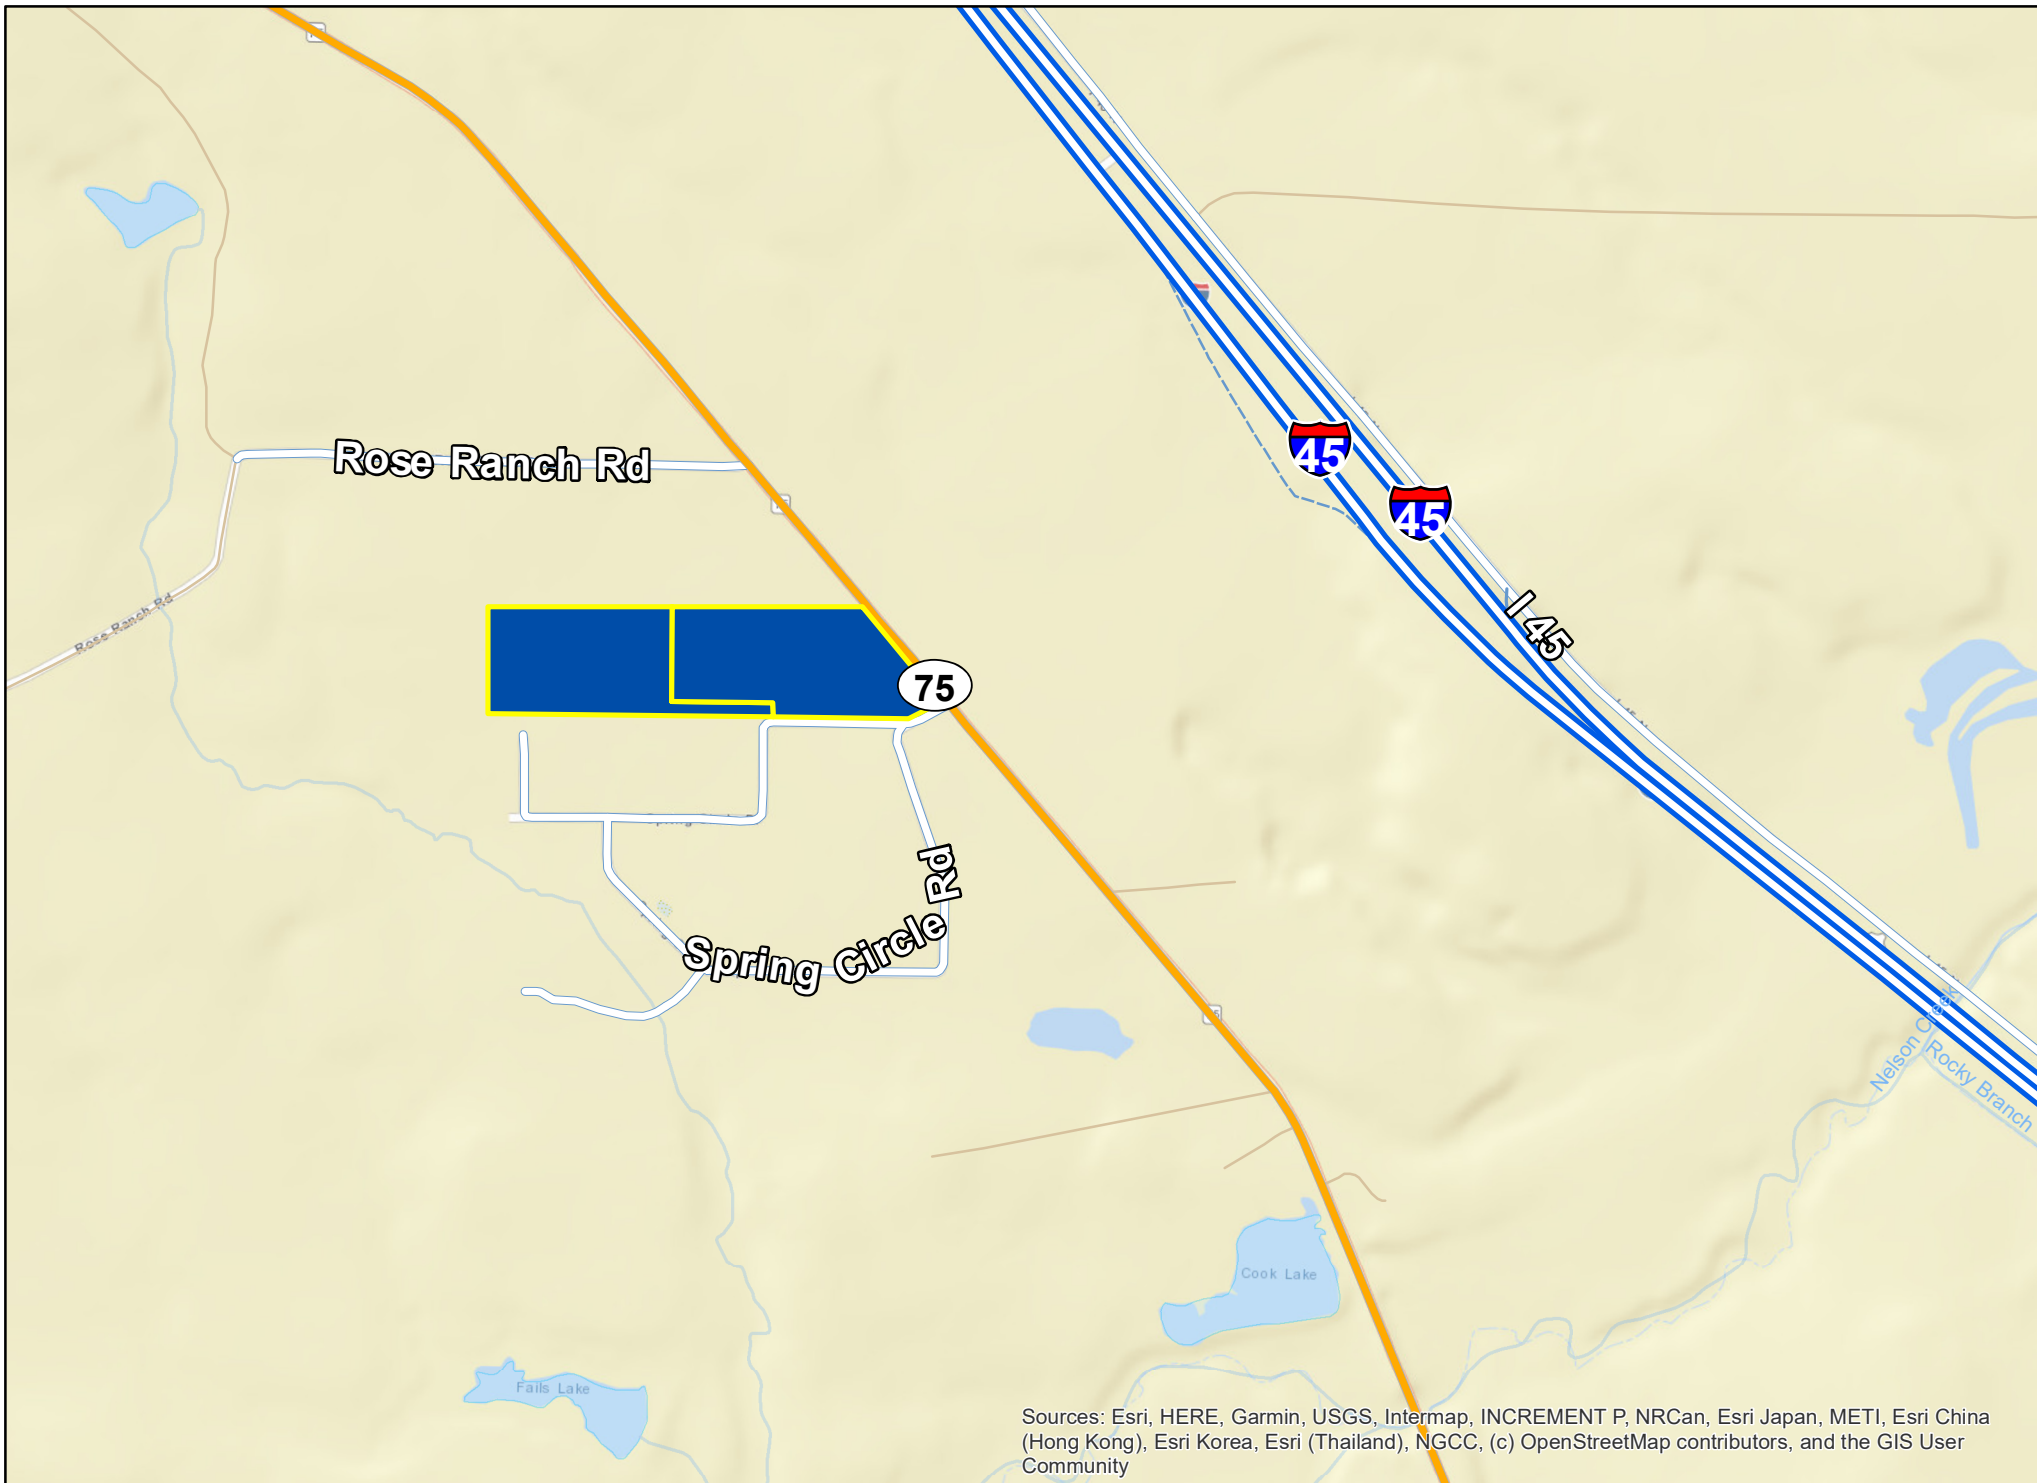 45
45
Rose Ranch Rd
I 45
Rose Ranch Rd
75
Spring Circle Rd
Nelson Creek
Rocky Branch
Cook Lake
Fails Lake
Sources: Esri, HERE, Garmin, USGS, Intermap, INCREMENT P, NRCan, Esri Japan, METI, Esri China
(Hong Kong), Esri Korea, Esri (Thailand), NGCC, (c) OpenStreetMap contributors, and the GIS User
Community